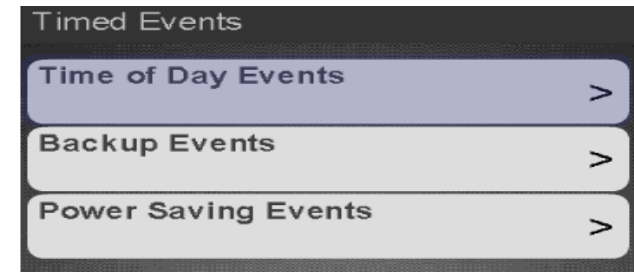 Timed Events
Time of Day Events
>
Backup Events
>
Power Saving Events
>